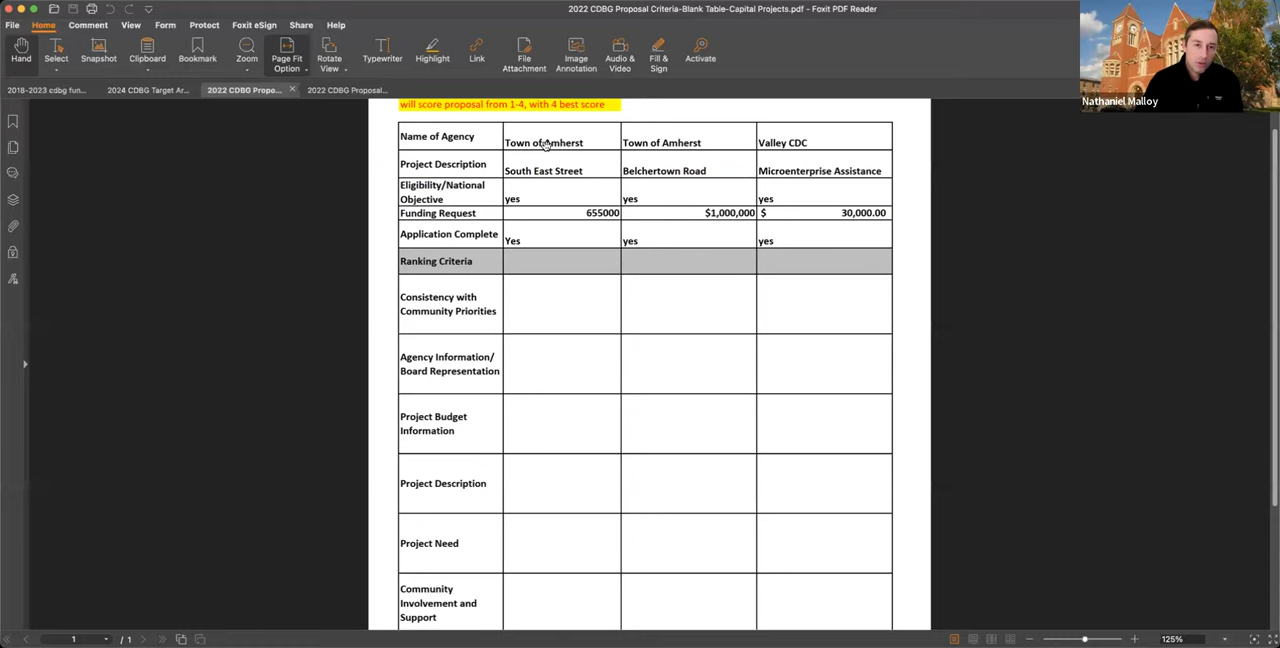 2022 CDBG Proposal Criteria-Blank Table-Capital Projects.pdf - Foxit PDF Reader
File Home Comment View Form Protect Foxit eSign Share Help
Hand Select Snapshot Clipboard Bookmark Zoom Page Fit Option Rotate View Typewriter Highlight Link File Attachment Image Annotation Audio & Video Fill & Sign Activate
2018-2023 cdbg fun... 2024 CDBG Target Ar... 2022 CDBG Propo... 2022 CDBG Proposal...
Nathaniel Malloy
will score proposal from 1-4, with 4 best score
Name of Agency Town of Amherst Town of Amherst Valley CDC
Project Description South East Street Belchertown Road Microenterprise Assistance
Eligibility/National
Objective yes yes yes
Funding Request 655000 $1,000,000 $ 30,000.00
Application Complete Yes yes yes
Ranking Criteria
Consistency with
Community Priorities
Agency Information/
Board Representation
Project Budget
Information
Project Description
Project Need
Community
Involvement and
Support
1 / 1 125%